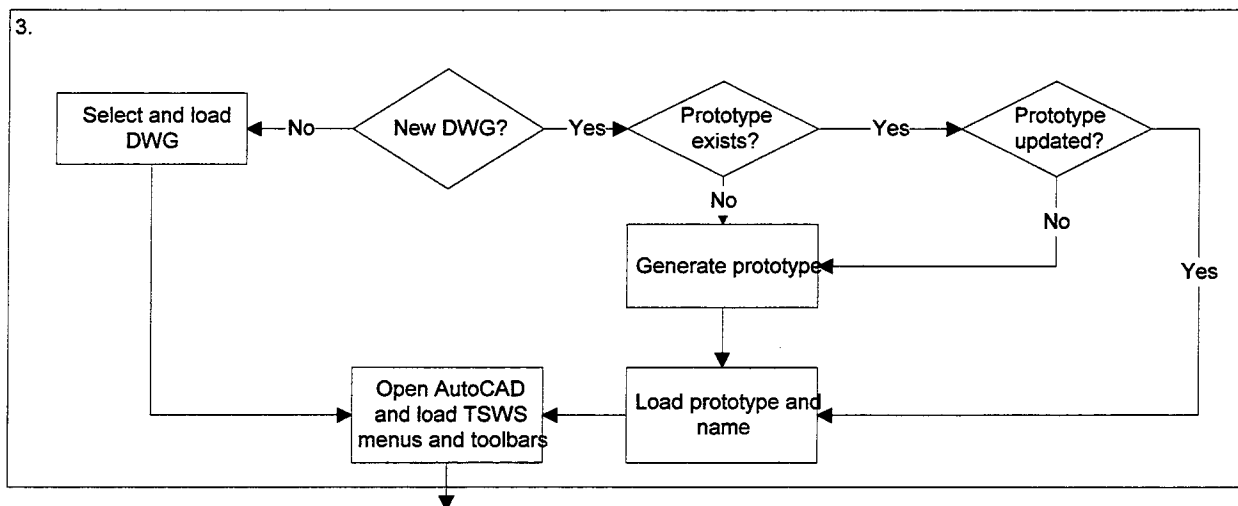 3.
Select and load
DWG
No
New DWG?
Yes
Prototype
exists?
Yes
Prototype
updated?
No
No
Generate prototype
Yes
Open AutoCAD
and load TSWS
menus and toolbars
Load prototype and
name